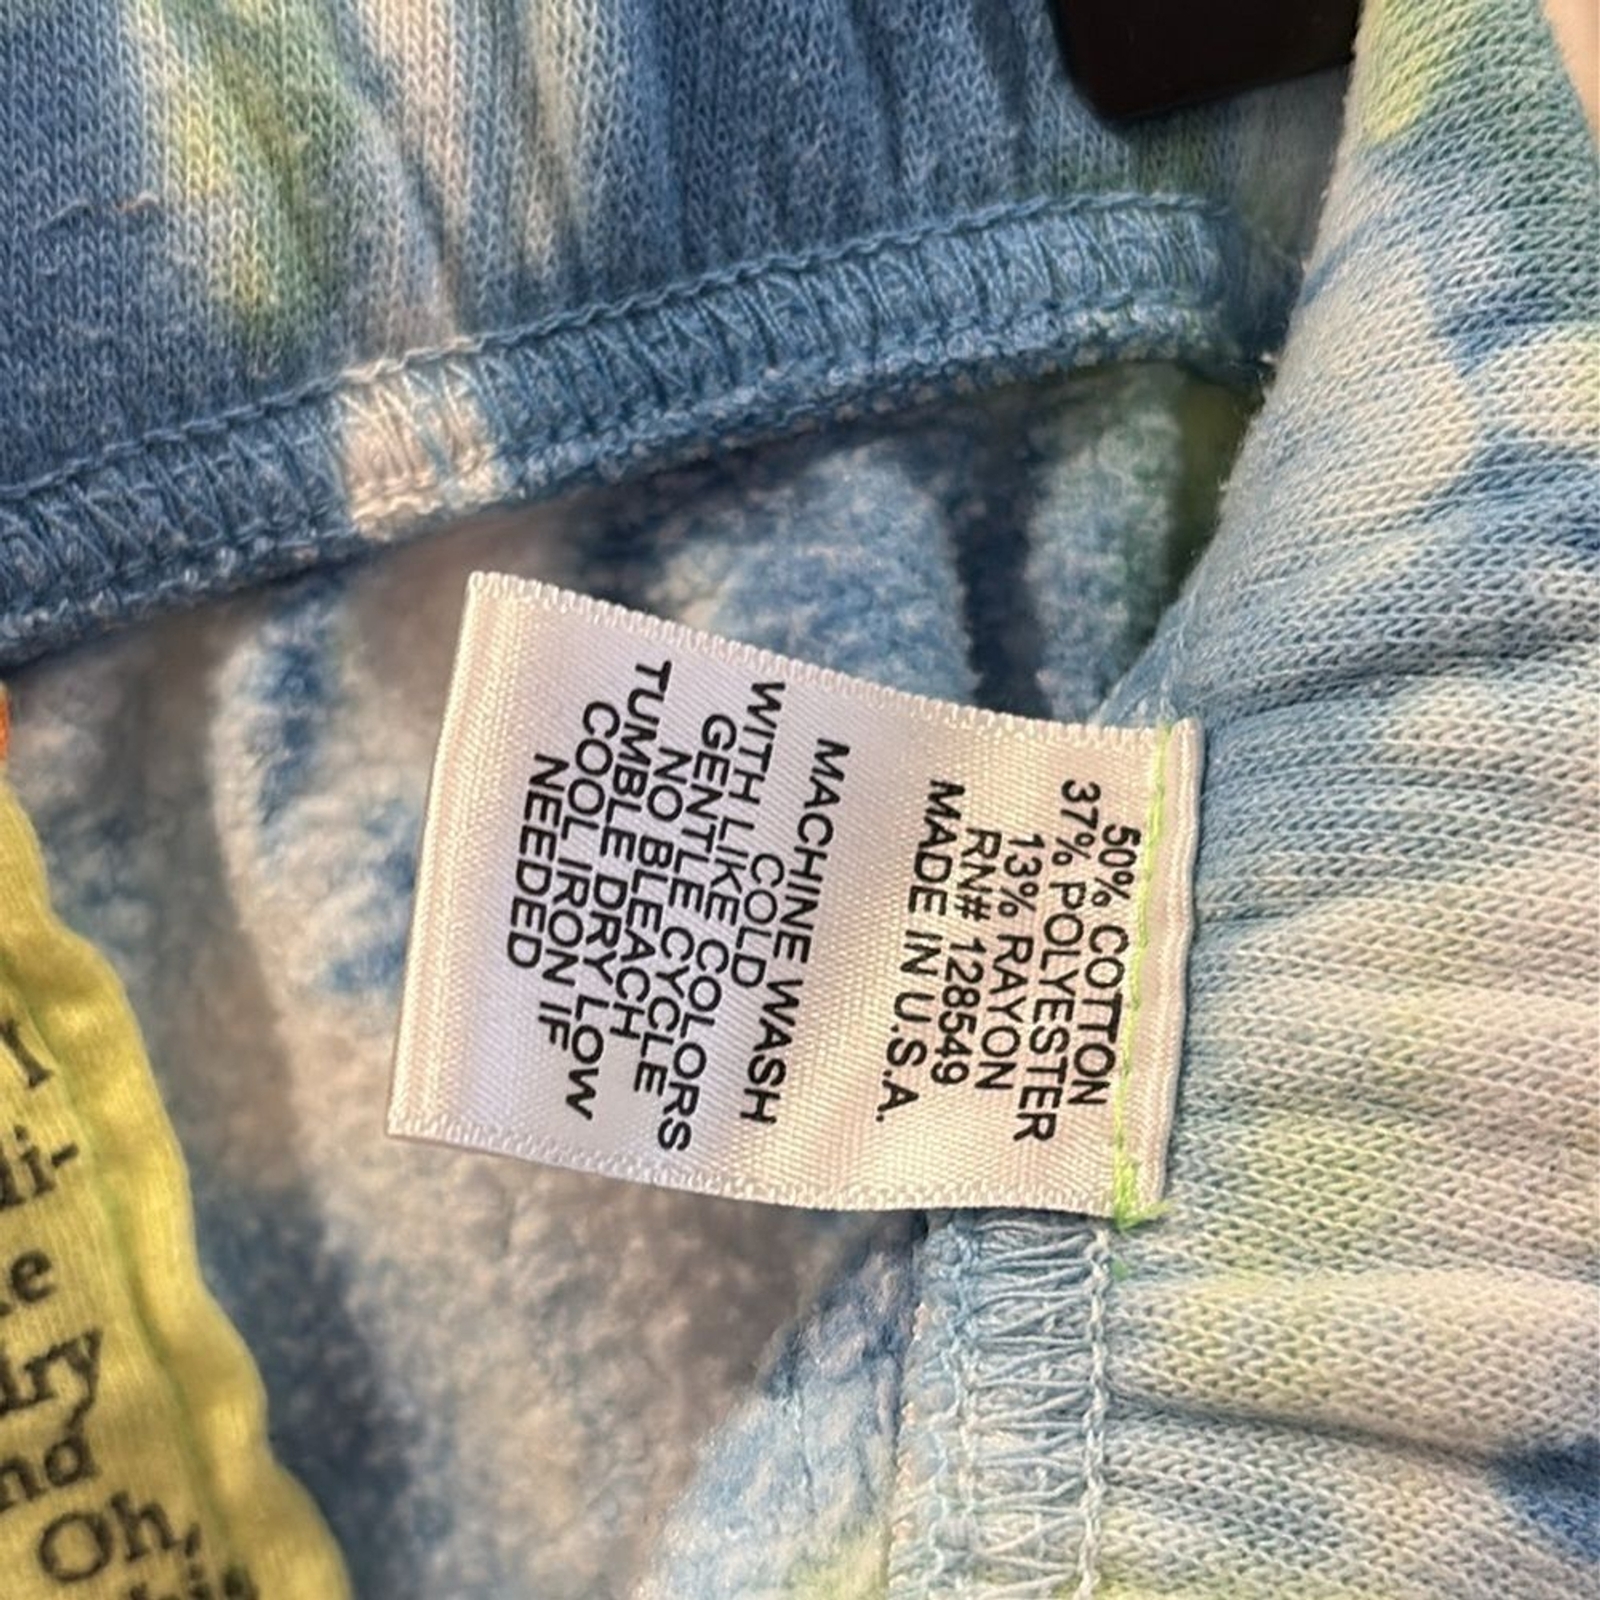 50% COTTON
37% POLYESTER
13% RAYON
RN# 128549
MADE IN U.S.A.
MACHINE WASH
COLD
WITH LIKE COLORS
GENTLE CYCLE
NO BLEACH
TUMBLE DRY LOW
COOL IRON IF
NEEDED
I
Oh,